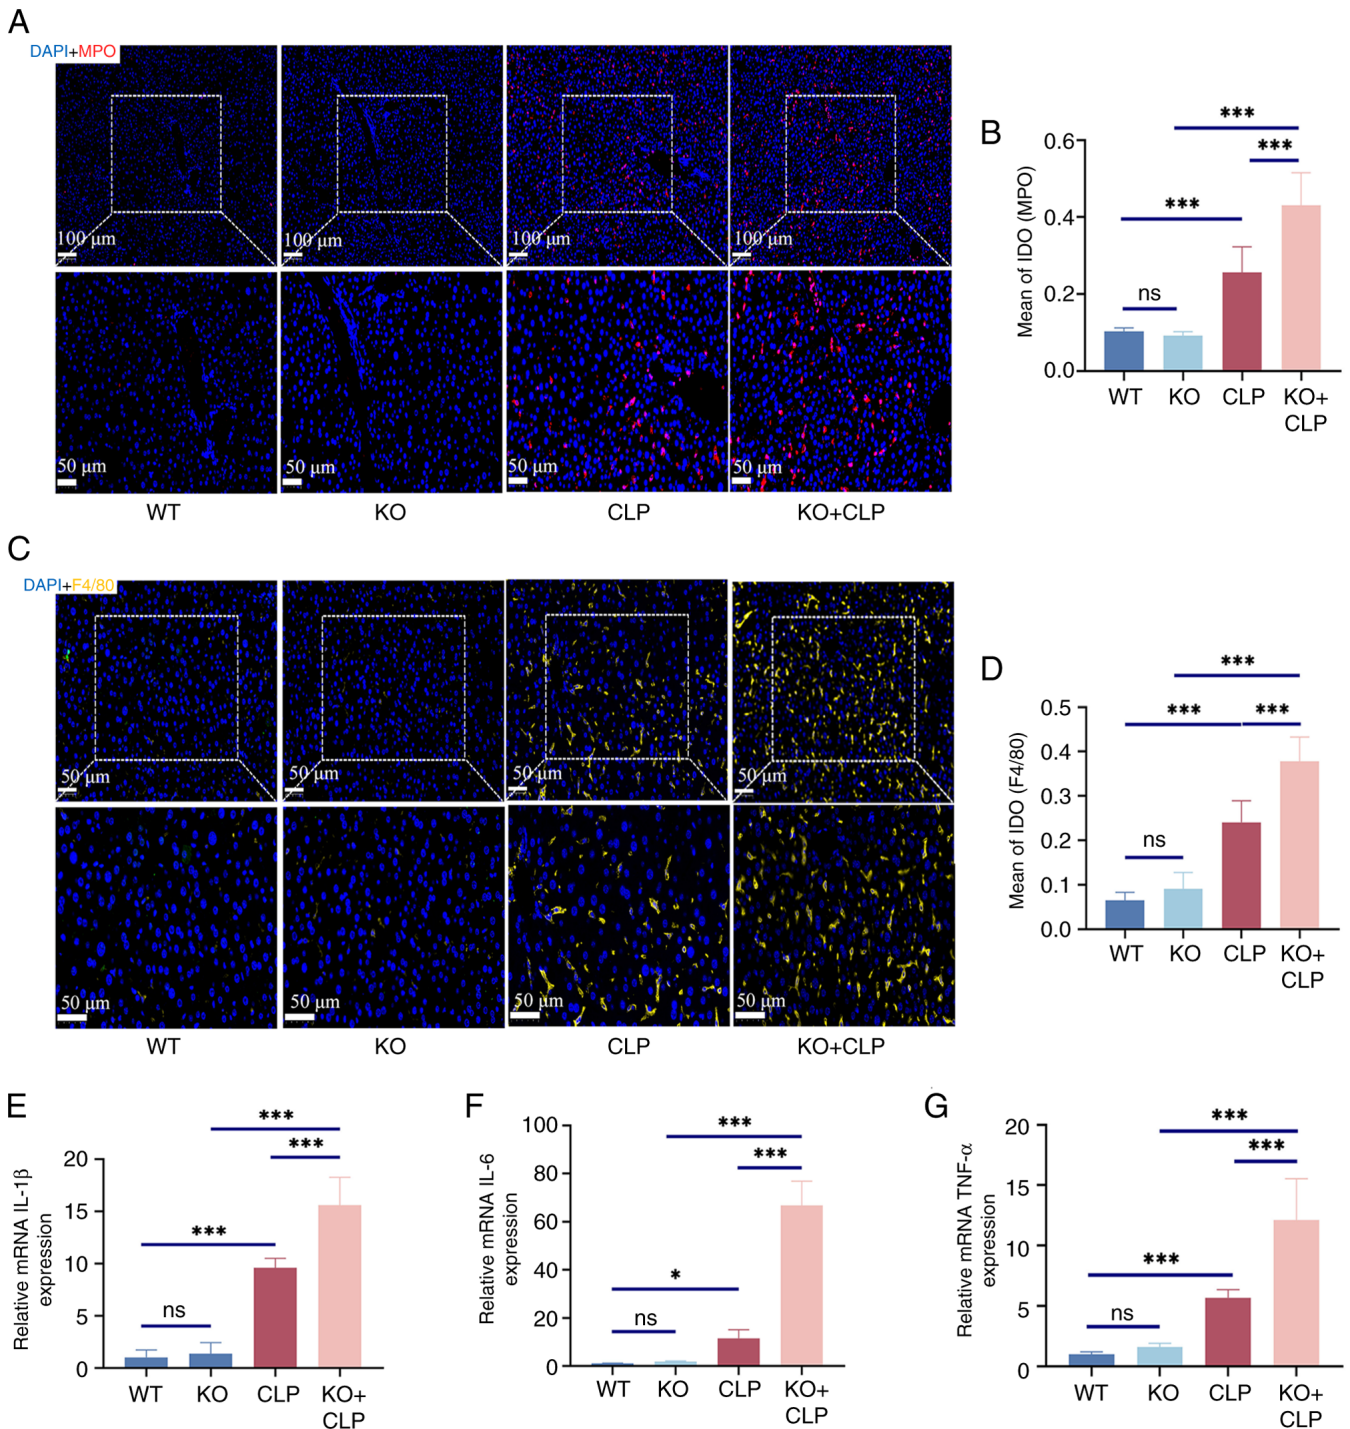 A
DAPI+MPO
100 µm
100 µm
100 µm
100 µm
50 µm
50 µm
50 µm
50 µm
WT
KO
CLP
KO+CLP
B
Mean of IDO (MPO)
0.6
0.4
0.2
0.0
***
***
***
ns
WT
KO
CLP
KO+
CLP
C
DAPI+F4/80
50 µm
50 µm
50 µm
50 µm
50 µm
50 µm
50 µm
50 µm
WT
KO
CLP
KO+CLP
D
Mean of IDO (F4/80)
0.5
0.4
0.3
0.2
0.1
0.0
***
***
***
ns
WT
KO
CLP
KO+
CLP
E
Relative mRNA IL-1β
expression
20
15
10
5
0
***
***
***
ns
WT
KO
CLP
KO+
CLP
F
Relative mRNA IL-6
expression
100
80
60
40
20
0
***
***
*
ns
WT
KO
CLP
KO+
CLP
G
Relative mRNA TNF-α
expression
20
15
10
5
0
***
***
***
ns
WT
KO
CLP
KO+
CLP